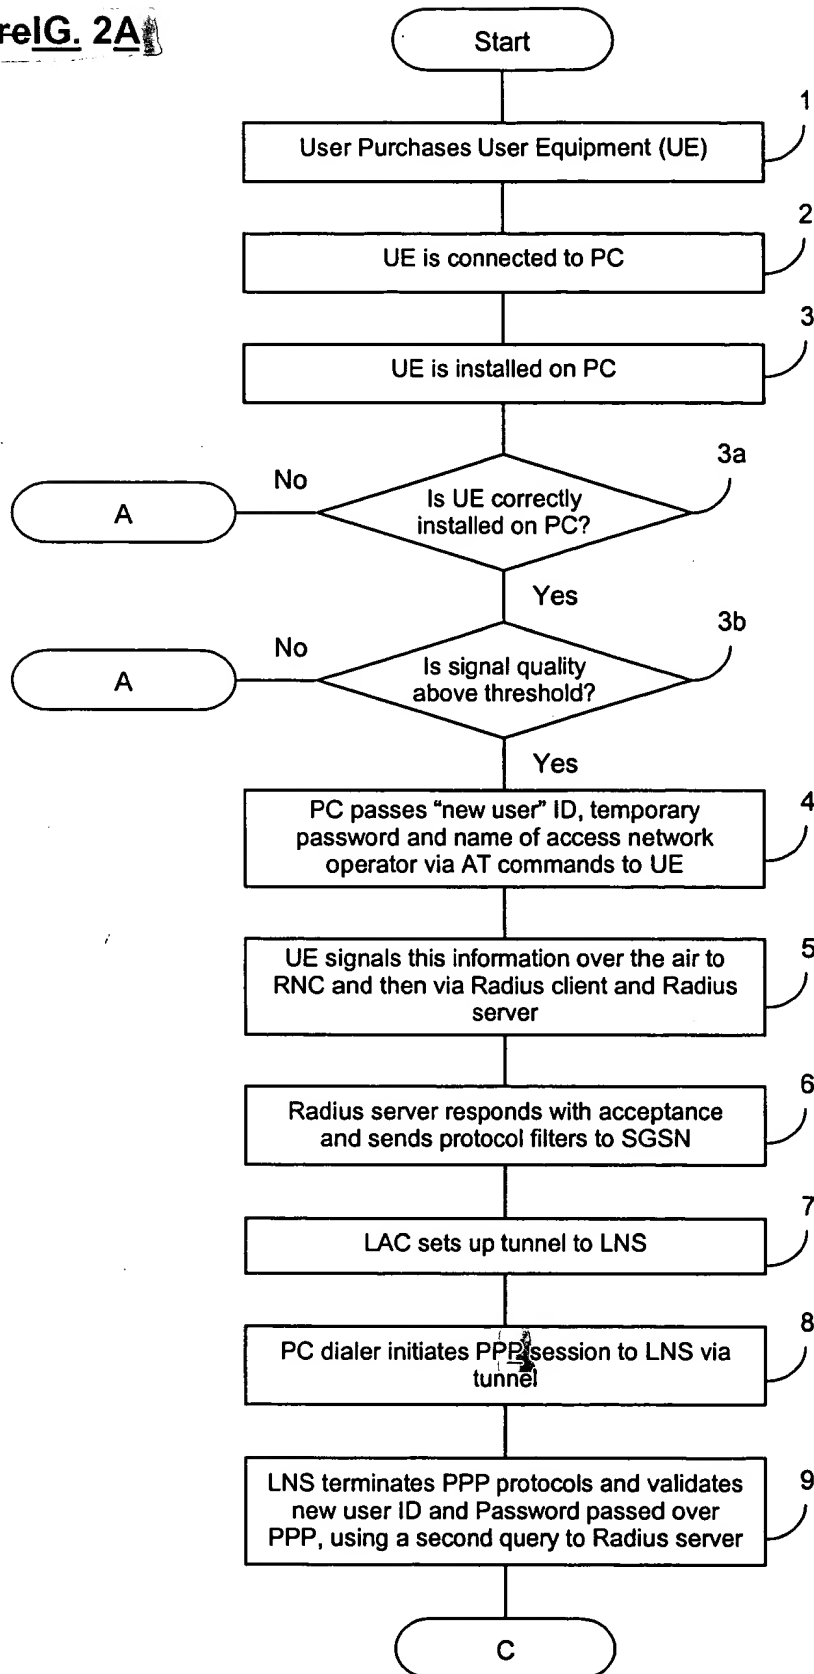 reIG. 2A
Start
1
User Purchases User Equipment (UE)
2
UE is connected to PC
3
UE is installed on PC
3a
No
A
Is UE correctly
installed on PC?
Yes
3b
No
A
Is signal quality
above threshold?
Yes
4
PC passes “new user” ID, temporary
password and name of access network
operator via AT commands to UE
5
UE signals this information over the air to
RNC and then via Radius client and Radius
server
6
Radius server responds with acceptance
and sends protocol filters to SGSN
7
LAC sets up tunnel to LNS
8
PC dialer initiates PPP session to LNS via
tunnel
9
LNS terminates PPP protocols and validates
new user ID and Password passed over
PPP, using a second query to Radius server
C